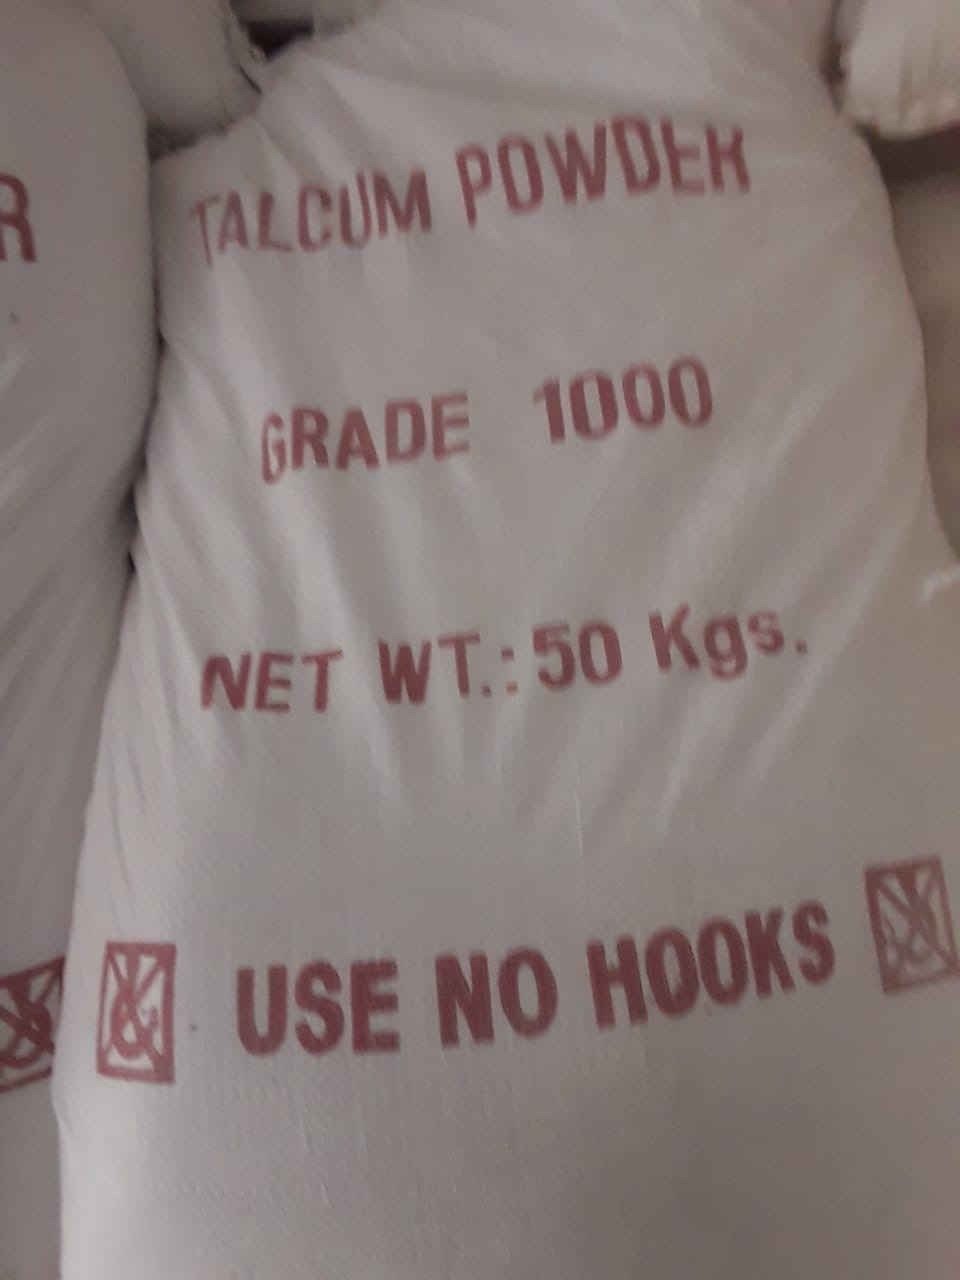 TALCUM POWDER
GRADE 1000
NET WT.: 50 Kgs.
USE NO HOOKS
R